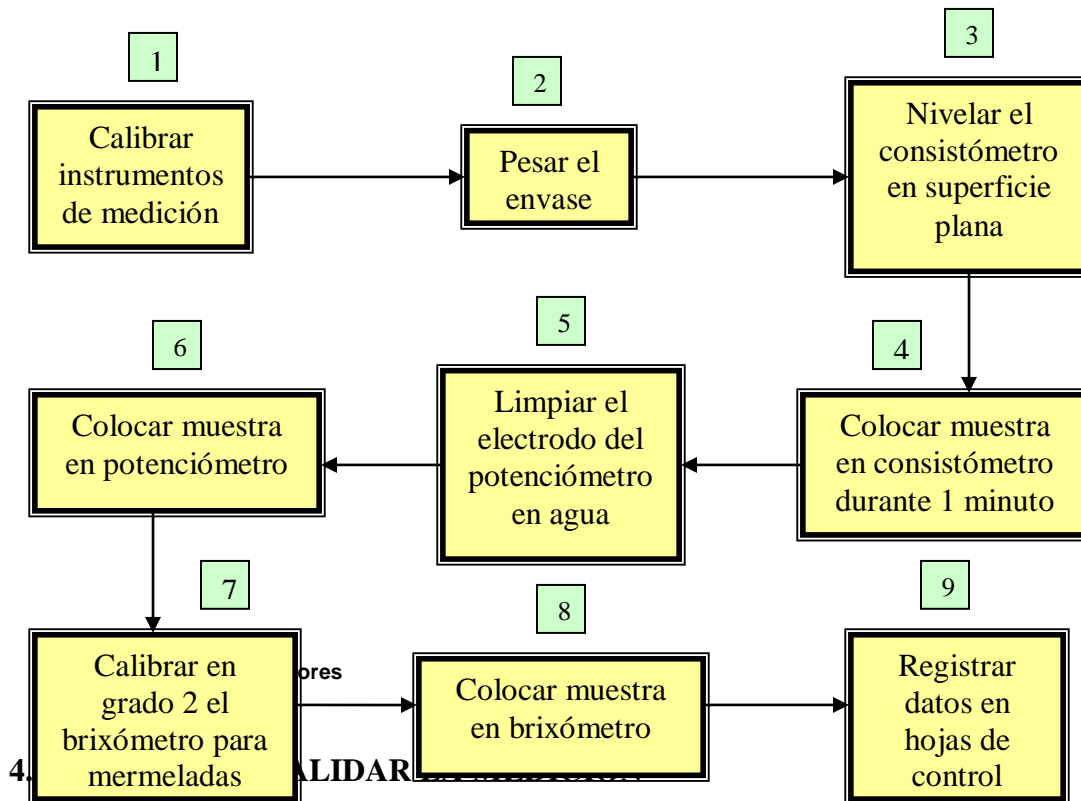 1
Calibrar
instrumentos
de medición
2
Pesar el
envase
3
Nivelar el
consistómetro
en superficie
plana
4
Colocar muestra
en consistómetro
durante 1 minuto
5
Limpiar el
electrodo del
potenciómetro
en agua
6
Colocar muestra
en potenciómetro
7
Calibrar en
grado 2 el
brixómetro para
mermeladas
ores
8
Colocar muestra
en brixómetro
9
Registrar
datos en
hojas de
control
4. ALIDAR